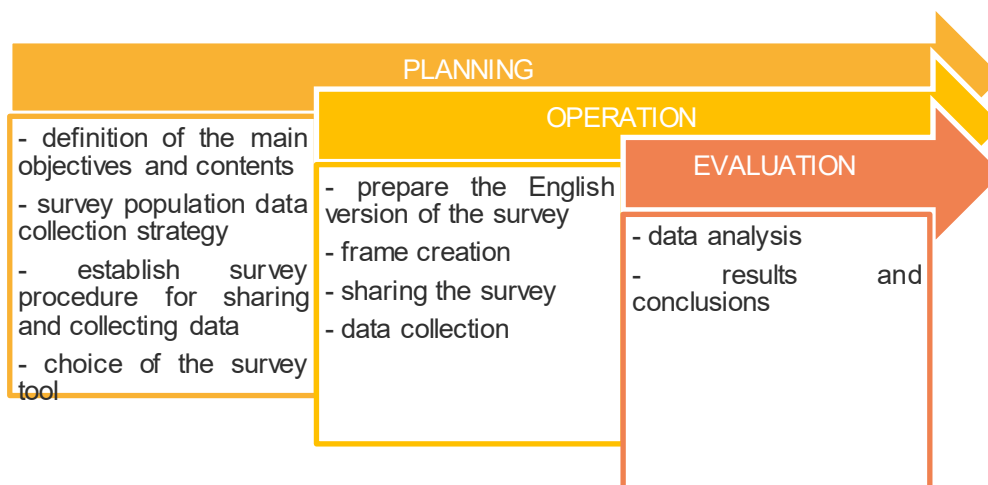 PLANNING
- definition of the main
objectives and contents
- survey population data
collection strategy
- establish survey
procedure for sharing
and collecting data
- choice of the survey
tool
OPERATION
- prepare the English
version of the survey
- frame creation
- sharing the survey
- data collection
EVALUATION
- data analysis
- results and
conclusions